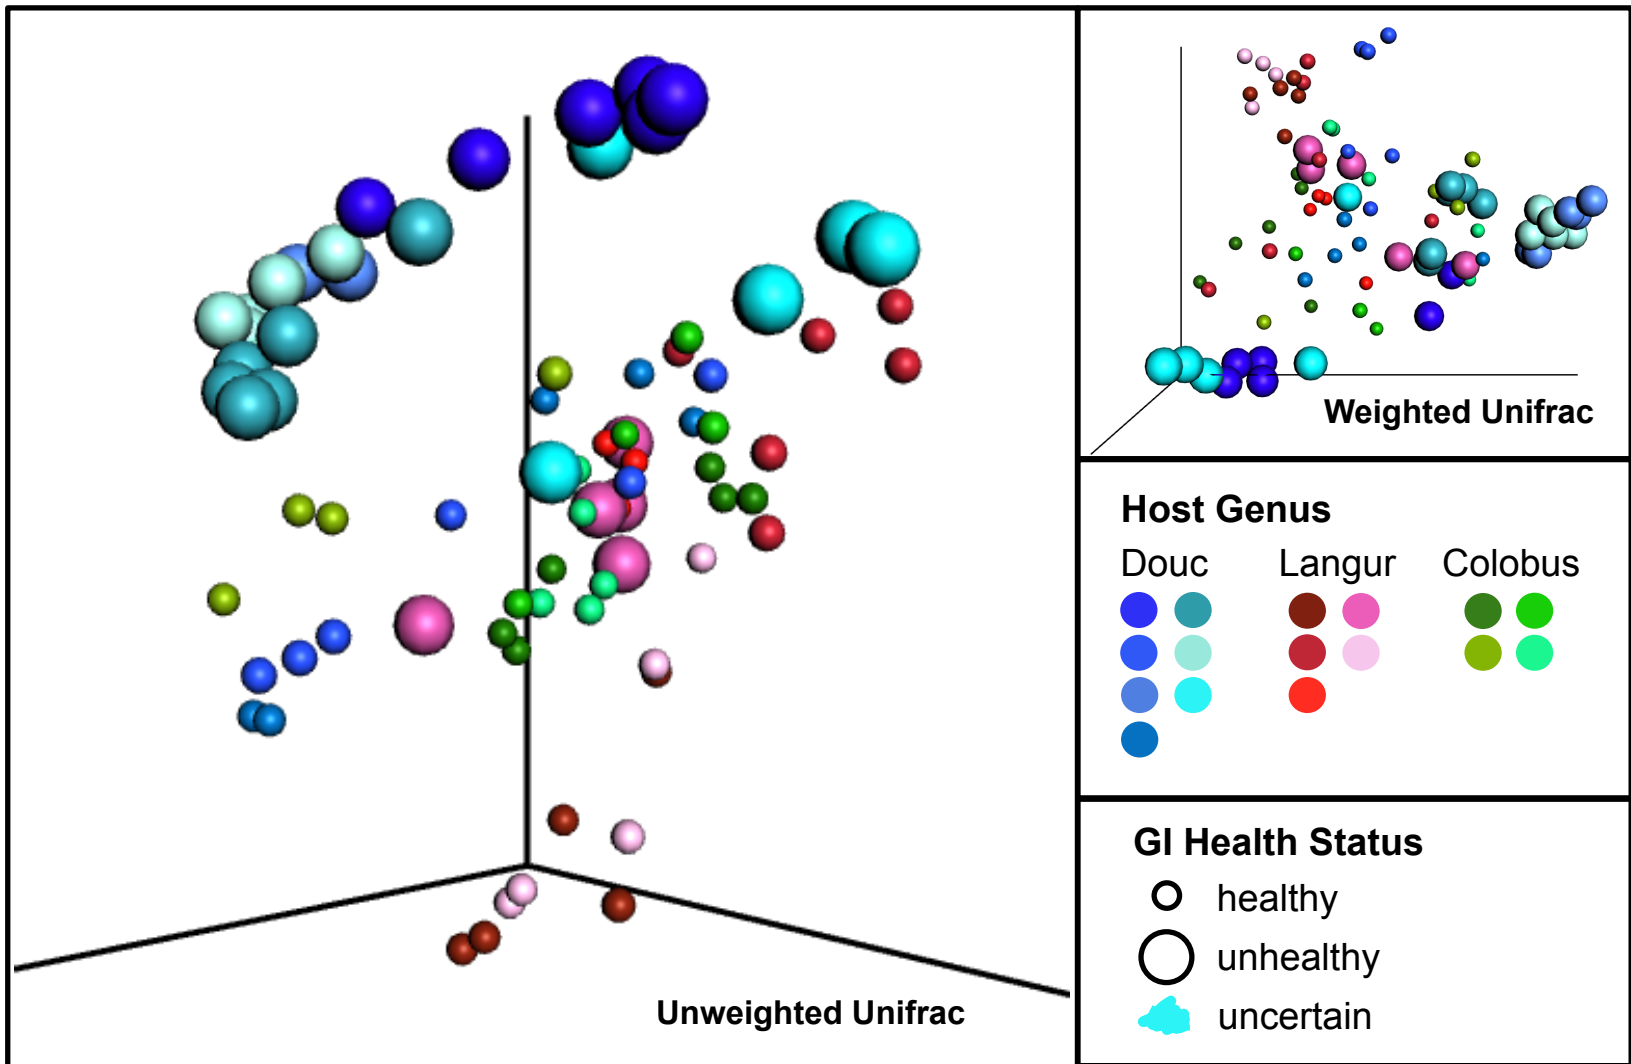 Unweighted Unifrac
Weighted Unifrac
Host Genus
Douc Langur Colobus
GI Health Status
healthy
unhealthy
uncertain